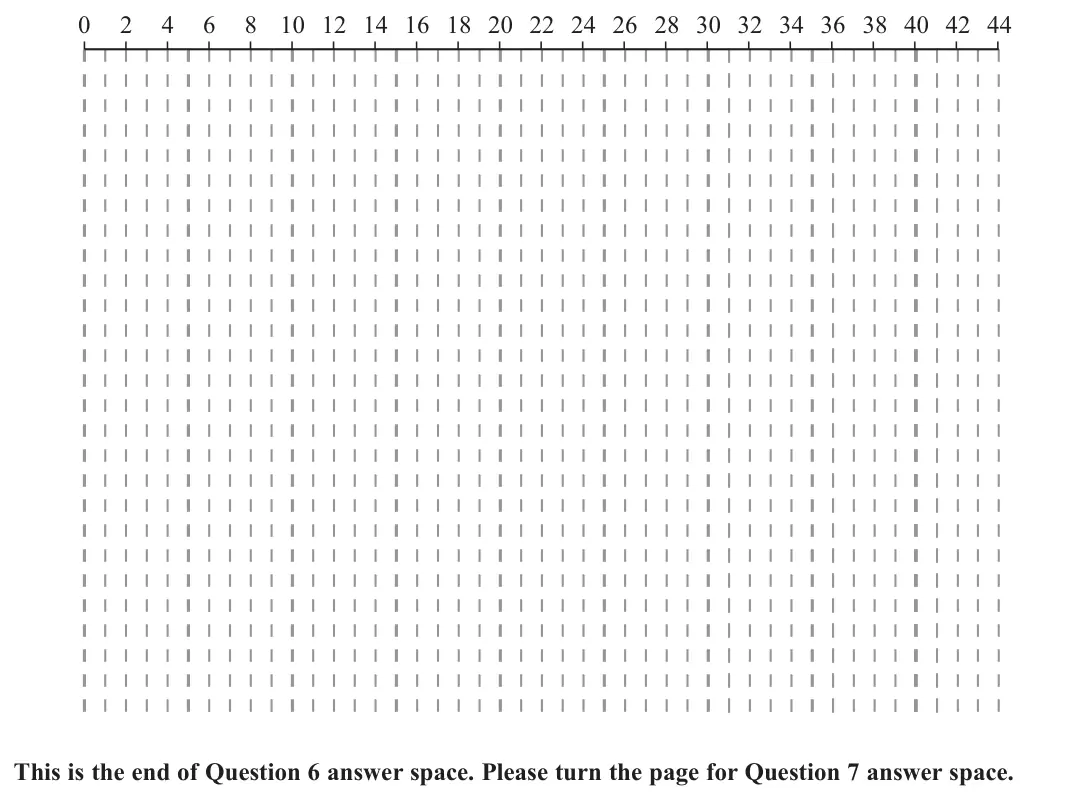 0 2 4 6 8 10 12 14 16 18 20 22 24 26 28 30 32 34 36 38 40 42 44
This is the end of Question 6 answer space. Please turn the page for Question 7 answer space.